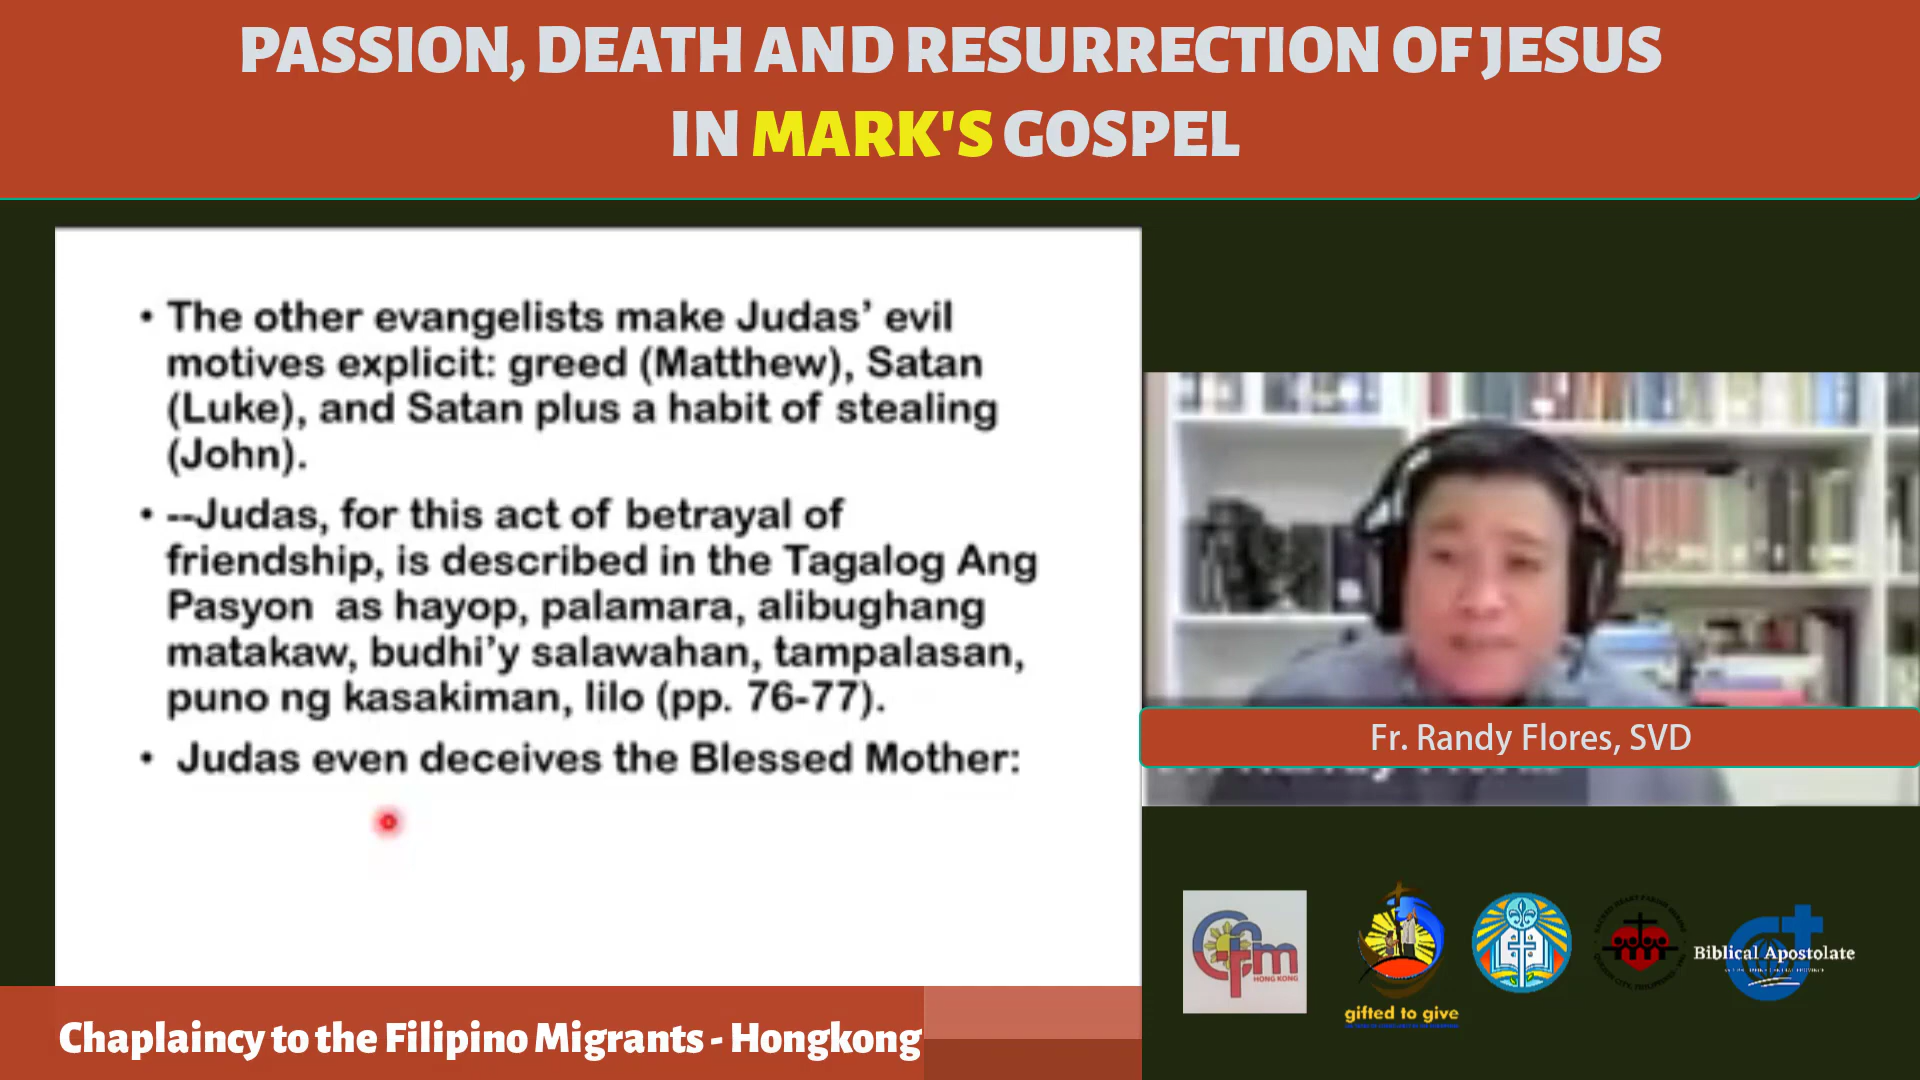 PASSION, DEATH AND RESURRECTION OF JESUS
IN MARK'S GOSPEL
• The other evangelists make Judas’ evil
motives explicit: greed (Matthew), Satan
(Luke), and Satan plus a habit of stealing
(John).
• --Judas, for this act of betrayal of
friendship, is described in the Tagalog Ang
Pasyon as hayop, palamara, alibughang
matakaw, budhi’y salawahan, tampalasan,
puno ng kasakiman, lilo (pp. 76-77).
• Judas even deceives the Blessed Mother:
Fr. Randy Flores, SVD
cffm
HONG KONG
gifted to give
Biblical Apostolate
Chaplaincy to the Filipino Migrants - Hongkong